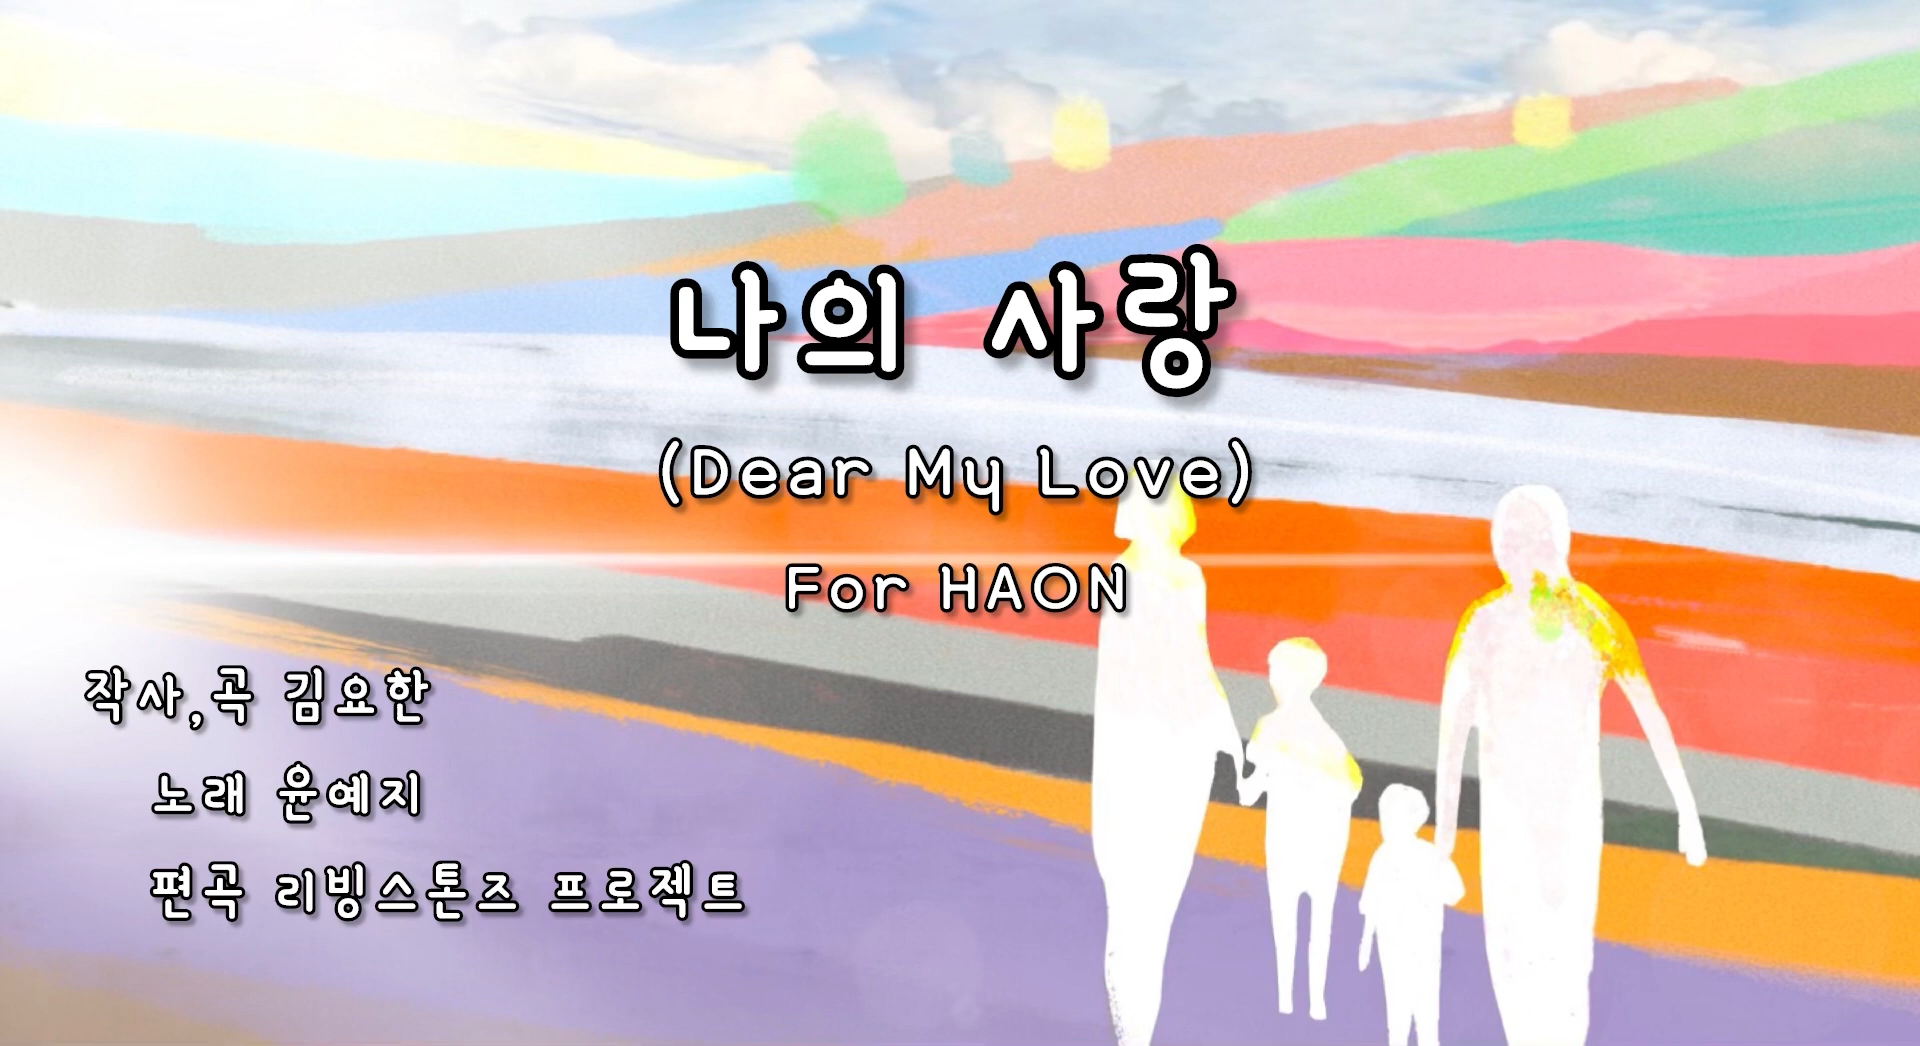 나의 사랑
(Dear My Love)
For HAON
작사,곡 김요한
노래 윤예지
편곡 리빙스톤즈 프로젝트